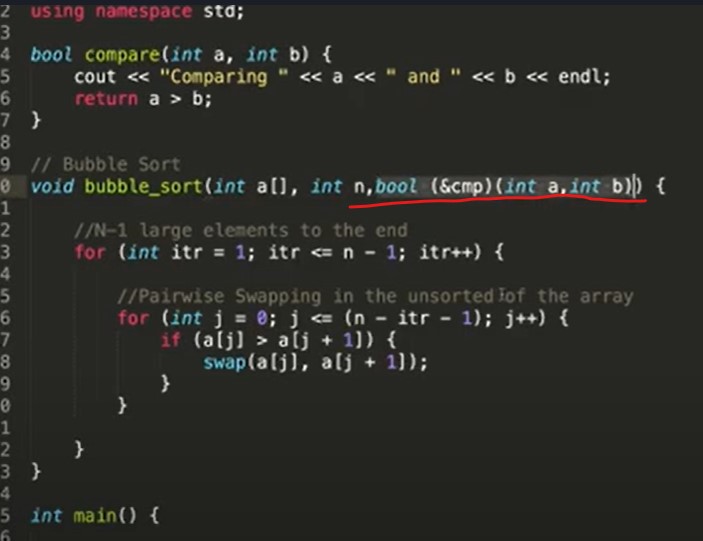 2 using namespace std;
3
4 bool compare(int a, int b) {
5 cout << "Comparing " << a << " and " << b << endl;
6 return a > b;
7 }
8
9 // Bubble Sort
0 void bubble_sort(int a[], int n,bool (&cmp)(int a,int b)) {
1
2 //N-1 large elements to the end
3 for (int itr = 1; itr <= n - 1; itr++) {
4
5 //Pairwise Swapping in the unsorted of the array
6 for (int j = 0; j <= (n - itr - 1); j++) {
7 if (a[j] > a[j + 1]) {
8 swap(a[j], a[j + 1]);
9 }
0 }
1
2 }
3 }
4
5 int main() {
6